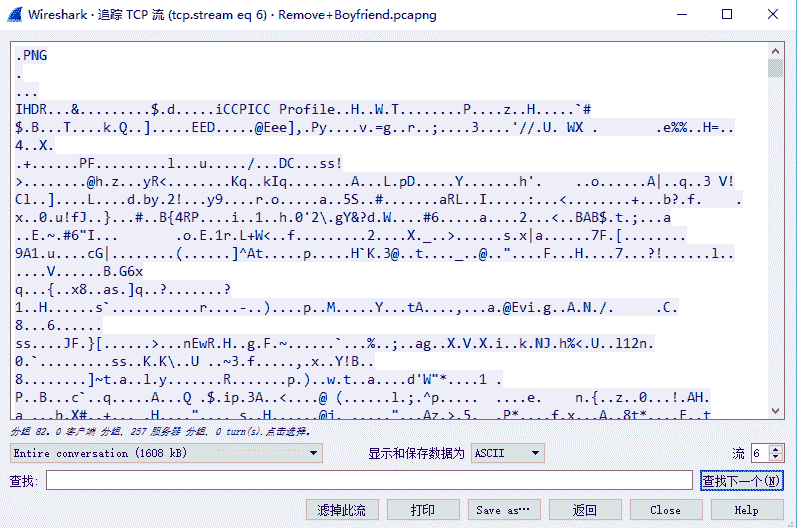 Wireshark · 追踪 TCP 流 (tcp.stream eq 6) · Remove+Boyfriend.pcapng
.PNG
.
...
IHDR...&.........$.d.....iCCPICC Profile..H..W.T........P....z..H.....`#
$.B...T....k.Q..].....EED.....@Eee],.Py....v.=g..r..;....3....'//.U. WX .       .e%%..H=..
4..X.
.+......PF.........l...u...../...DC...ss!
>........@h.z...yR<........Kq..kIq........A...L.pD.....Y.......h'.    ..o......A|..q..3 V!
Cl..]....L....d.by.2!...y9....r.o.....a..5S..#.......aRL..I.....:...<........+...b?.f.    .
x..0.u!fJ..}...#..B{4RP....i..1..h.0'2\.gY&?d.W....#6.....a....2...<..BAB$.t.;...a
..E.~.#6"I...       .o.E.1r.L+W<..f.........2....X._..>......s.x|a......7F.[........
9A1.u....cG|........(......]^At.....p.....H`K.3@..t...._..@.."....F...H....7...?!......l..
....V......B.G6x
q...{..x8..as.]q..?.......?
1..H......s`...........r....-..)....p..M.....Y...tA....,...a.@Evi.g..A.N./.     .C.
8...6......
ss....JF.}[......>...nEwR.H..g.F.~......`...%..;..ag..X.V.X.i..k.NJ.h%<.U..l12n.
0.`.........ss..K.K\..U ..~3.f.....,.x..Y!B..
8........]~t.a..l.y.......R.......p.)..w.t..a....d'W"*....1 .
P..B...c`..q.....A...Q .$.ip.3A..<....@ (......l.;.^p.....  ....e.    n.{..z..0...!.AH.
分组 82. 0 客户端 分组, 257 服务器 分组, 0 turn(s).点击选择。
Entire conversation (1608 kB) 显示和保存数据为 ASCII 流 6
查找: 查找下一个(N)
滤掉此流 打印 Save as… 返回 Close Help